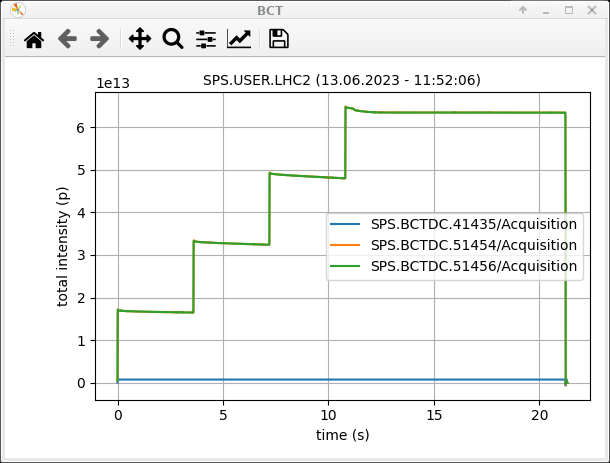 BCT
SPS.USER.LHC2 (13.06.2023 - 11:52:06)
1e13
6
5
4
3
2
1
0
total intensity (p)
SPS.BCTDC.41435/Acquisition
SPS.BCTDC.51454/Acquisition
SPS.BCTDC.51456/Acquisition
0 5 10 15 20
time (s)